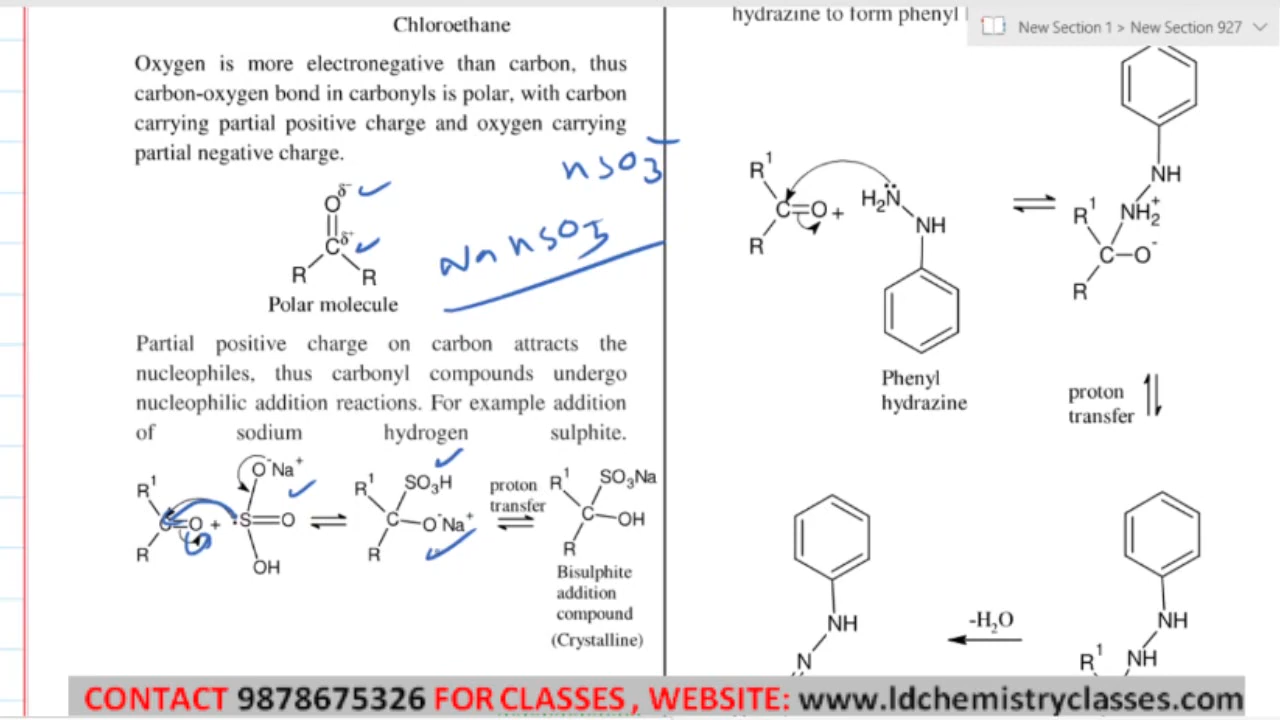 Chloroethane
Oxygen is more electronegative than carbon, thus
carbon-oxygen bond in carbonyls is polar, with carbon
carrying partial positive charge and oxygen carrying
partial negative charge.
O δ-
C δ+
R R
Polar molecule
hSO3-
NahSO3
Partial positive charge on carbon attracts the
nucleophiles, thus carbonyl compounds undergo
nucleophilic addition reactions. For example addition
of sodium hydrogen sulphite.
R1 O-Na+ R1 SO3H proton transfer R1 SO3Na
C=O + :S=O ⇌ C—O-Na+ ⇌ C—OH
R OH R R
Bisulphite
addition
compound
(Crystalline)
hydrazine to form phenyl
New Section 1 > New Section 927
R1 H2N NH
C=O + NH ⇌ R1 NH2+
R C—O-
R
Phenyl
hydrazine
proton
transfer
NH -H2O NH
N R1 NH
CONTACT 9878675326 FOR CLASSES , WEBSITE: www.ldchemistryclasses.com